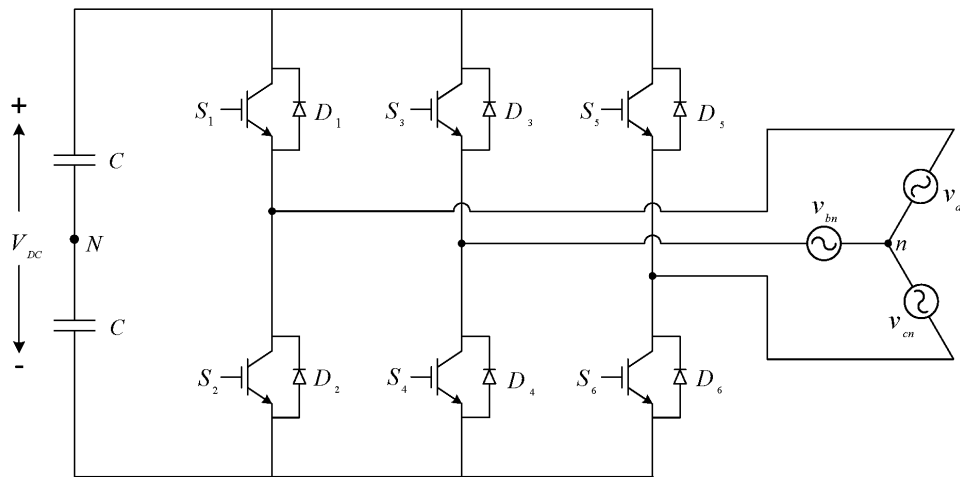 +
V_DC
-
C
N
C
S_1
D_1
S_3
D_3
S_5
D_5
S_2
D_2
S_4
D_4
S_6
D_6
v_bn
n
v_cn